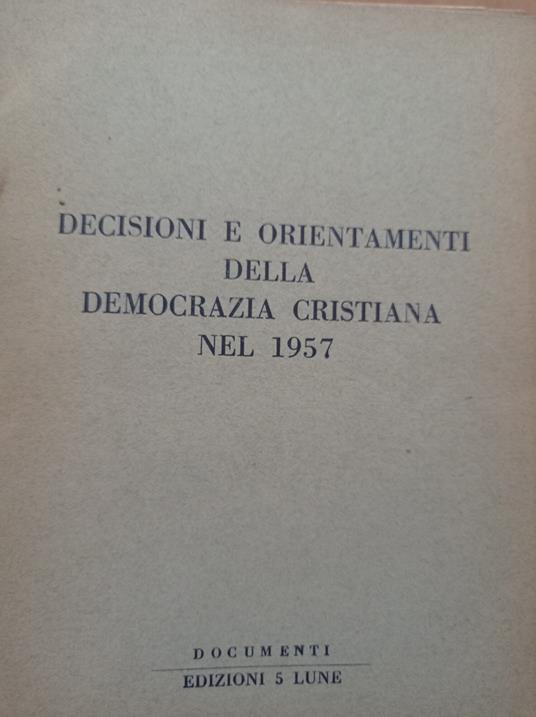 DECISIONI E ORIENTAMENTI
DELLA
DEMOCRAZIA CRISTIANA
NEL 1957
DOCUMENTI
EDIZIONI 5 LUNE